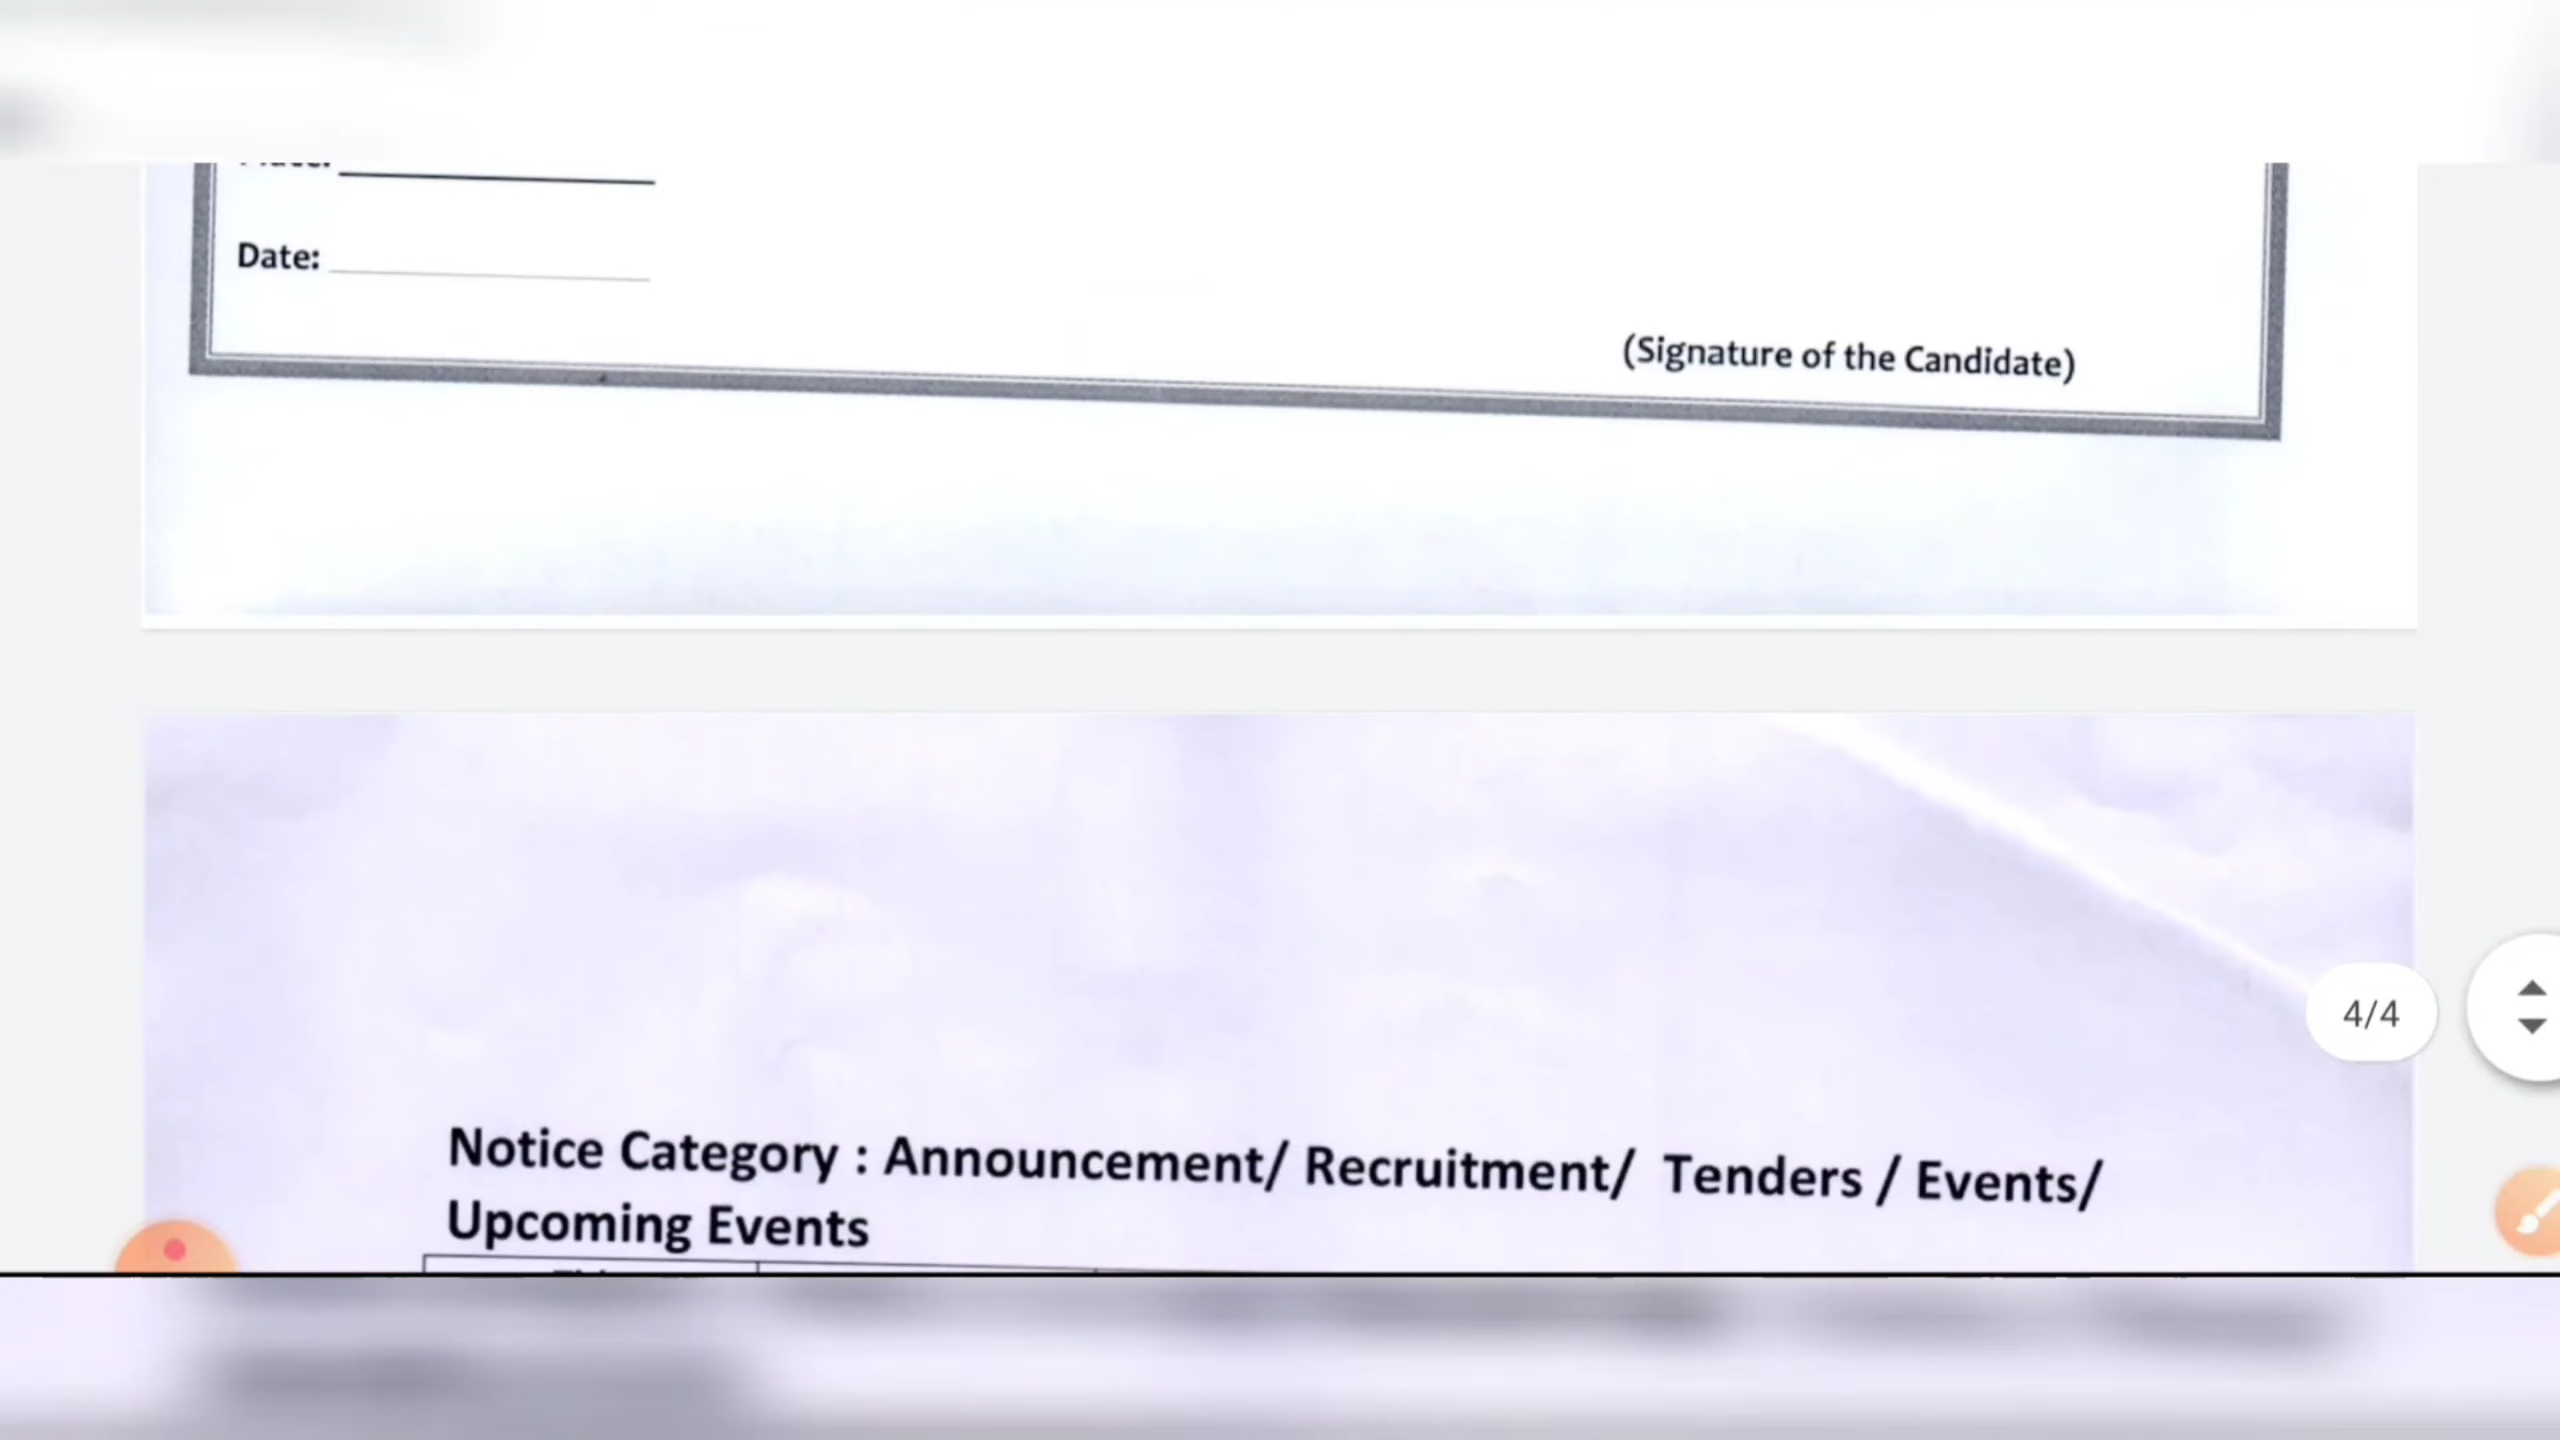 Date:
(Signature of the Candidate)
4/4
Notice Category : Announcement/ Recruitment/ Tenders / Events/
Upcoming Events